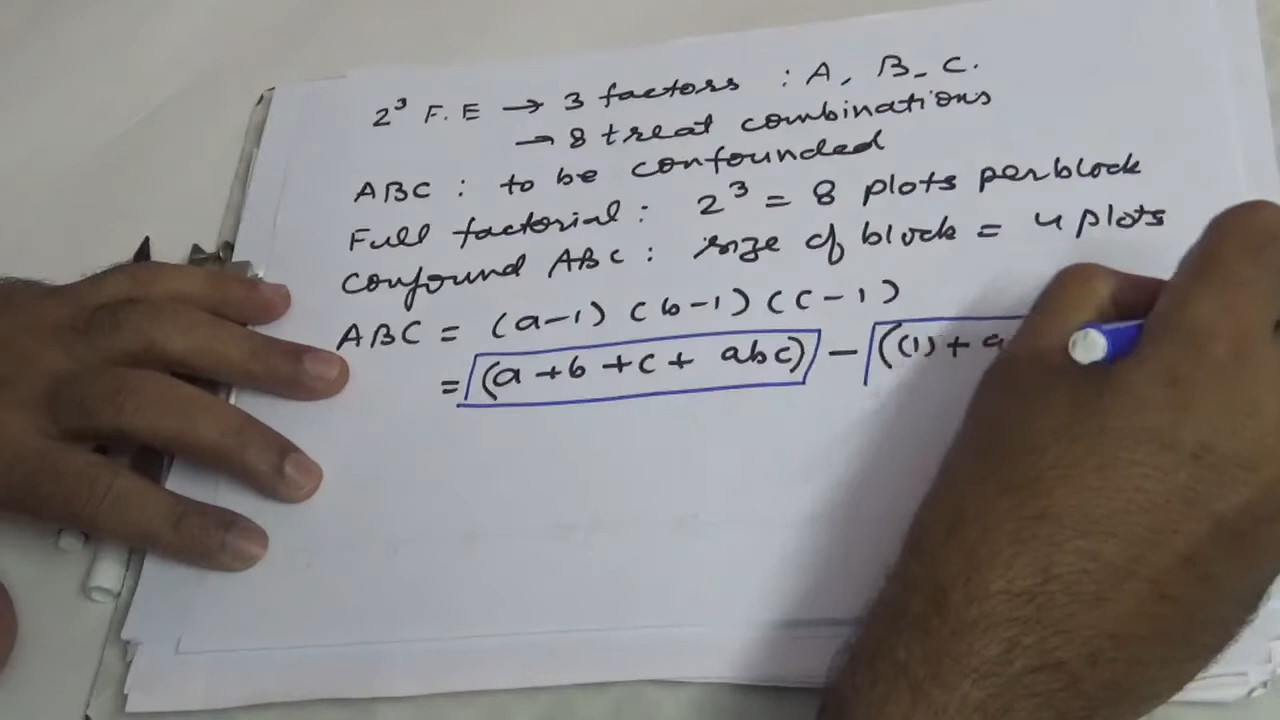 2³ F.E → 3 factors : A, B, C.
→ 8 treat combinations
ABC : to be confounded
Full factorial : 2³ = 8 plots per block
Confound ABC : size of block = 4 plots
ABC = (a-1) (b-1) (c-1)
= (a+b+c+ abc) - ((1) + a